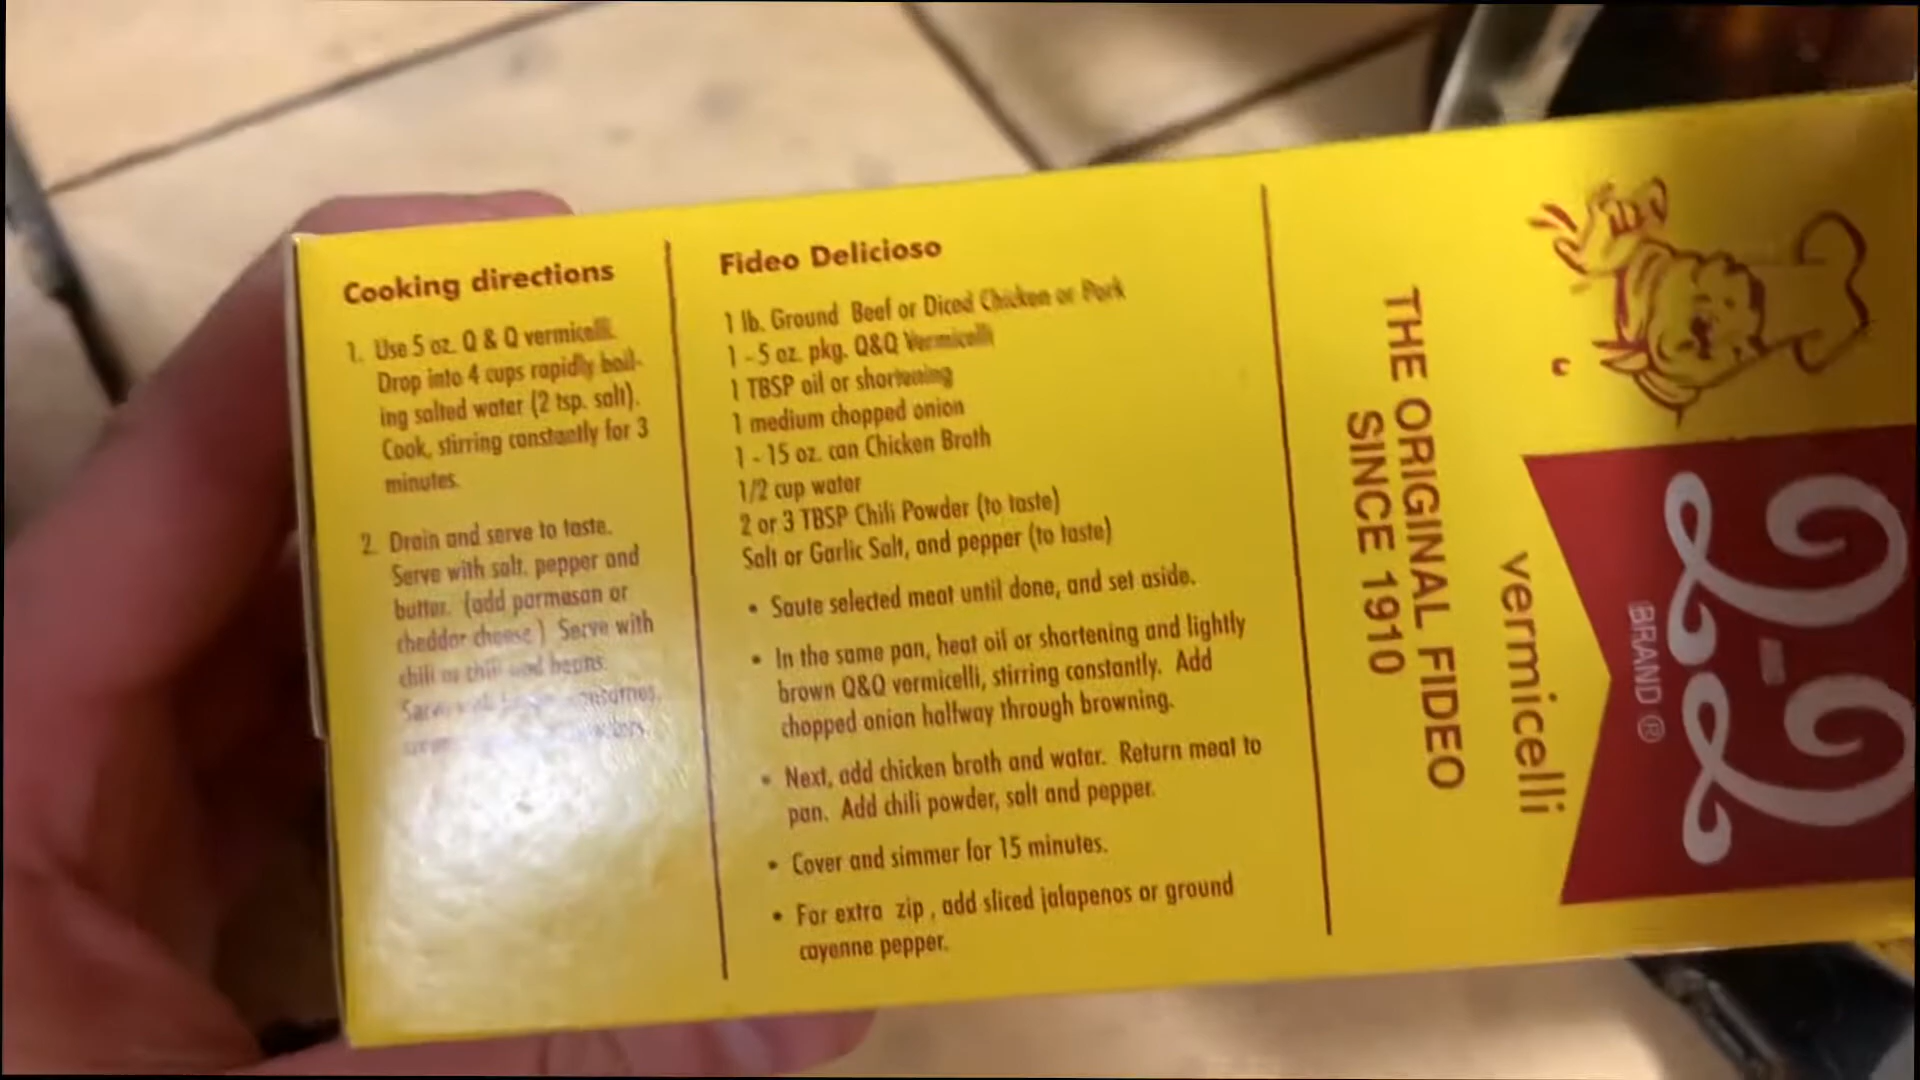 Cooking directions
1. Use 5 oz. Q & Q vermicelli.
Drop into 4 cups rapidly boil-
ing salted water (2 tsp. salt).
Cook, stirring constantly for 3
minutes.
2. Drain and serve to taste.
Serve with salt, pepper and
butter. (add parmesan or
cheddar cheese) Serve with
chili or chili and beans.
Fideo Delicioso
1 lb. Ground Beef or Diced Chicken or Pork
1 - 5 oz. pkg. Q&Q Vermicelli
1 TBSP oil or shortening
1 medium chopped onion
1 - 15 oz. can Chicken Broth
1/2 cup water
2 or 3 TBSP Chili Powder (to taste)
Salt or Garlic Salt, and pepper (to taste)
• Saute selected meat until done, and set aside.
• In the same pan, heat oil or shortening and lightly
brown Q&Q vermicelli, stirring constantly. Add
chopped onion halfway through browning.
• Next, add chicken broth and water. Return meat to
pan. Add chili powder, salt and pepper.
• Cover and simmer for 15 minutes.
• For extra zip , add sliced jalapenos or ground
cayenne pepper.
Q-Q
BRAND ®
vermicelli
THE ORIGINAL FIDEO
SINCE 1910